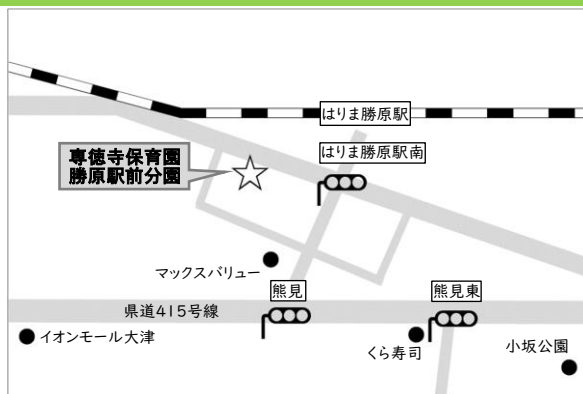 はりま勝原駅
はりま勝原駅南
専徳寺保育園
勝原駅前分園
マックスバリュー
熊見
熊見東
県道415号線
イオンモール大津
くら寿司
小坂公園